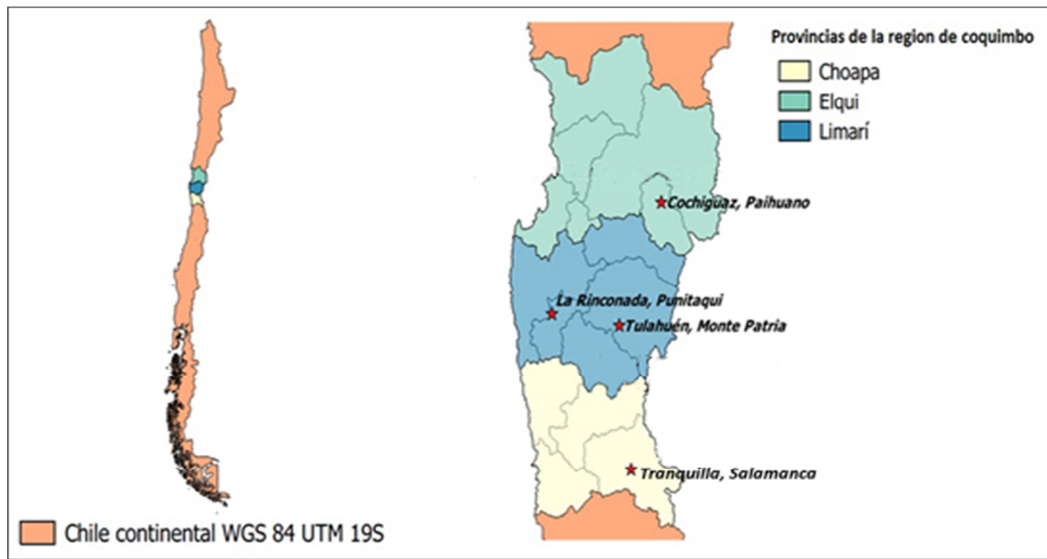 Provincias de la region de coquimbo
Choapa
Elqui
Limarí
Cochiguaz, Paihuano
La Rinconada, Punitaqui
Tulahuén, Monte Patria
Tranquilla, Salamanca
Chile continental WGS 84 UTM 19S